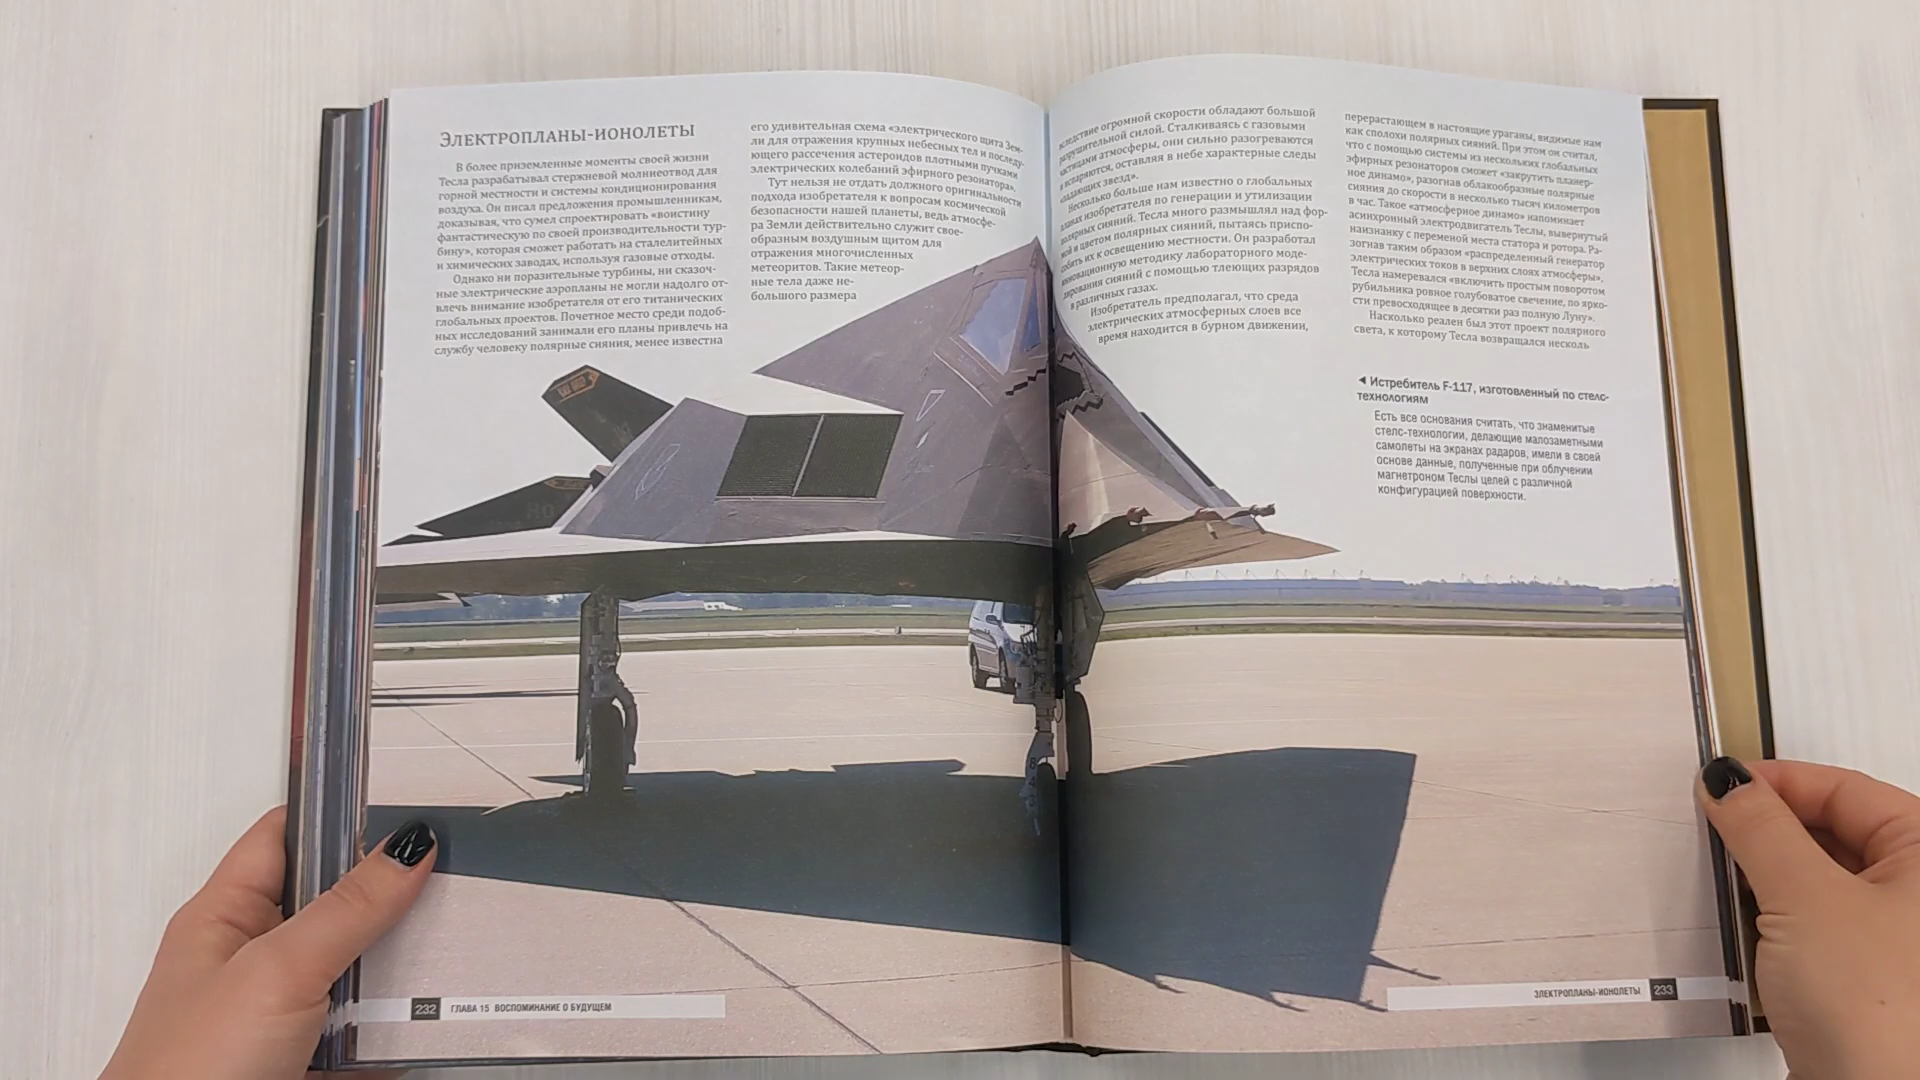 Электропланы-ионолеты
В более приземленные моменты своей жизни
Тесла разрабатывал стержневой молниеотвод для
горной местности и системы кондиционирования
воздуха. Он писал предложения промышленникам,
доказывая, что сумел спроектировать «воистину
фантастическую по своей производительности тур-
бину», которая сможет работать на сталелитейных
и химических заводах, используя газовые отходы.
Однако ни поразительные турбины, ни сказоч-
ные электрические аэропланы не могли надолго от-
влечь внимание изобретателя от его титанических
глобальных проектов. Почетное место среди подоб-
ных исследований занимали его планы привлечь на
службу человеку полярные сияния, менее известна
его удивительная схема «электрического щита Зем-
ли для отражения крупных небесных тел и последу-
ющего рассечения астероидов плотными пучками
электрических колебаний эфирного резонатора».
Тут нельзя не отдать должного оригинальности
подхода изобретателя к вопросам космической
безопасности нашей планеты, ведь атмосфе-
ра Земли действительно служит свое-
образным воздушным щитом для
отражения многочисленных
метеоритов. Такие метеор-
ные тела даже не-
большого размера
вследствие огромной скорости обладают большой
разрушительной силой. Сталкиваясь с газовыми
частицами атмосферы, они сильно разогреваются
и испаряются, оставляя в небе характерные следы
«падающих звезд».
Несколько больше нам известно о глобальных
планах изобретателя по генерации и утилизации
полярных сияний. Тесла много размышлял над фор-
мой и цветом полярных сияний, пытаясь приспо-
собить их к освещению местности. Он разработал
инновационную методику лабораторного моде-
лирования сияний с помощью тлеющих разрядов
в различных газах.
Изобретатель предполагал, что среда
электрических атмосферных слоев все
время находится в бурном движении,
перерастающем в настоящие ураганы, видимые нам
как сполохи полярных сияний. При этом он считал,
что с помощью системы из нескольких глобальных
эфирных резонаторов сможет «закрутить планер-
ное динамо», разогнав облакообразные полярные
сияния до скорости в несколько тысяч километров
в час. Такое «атмосферное динамо» напоминает
асинхронный электродвигатель Теслы, вывернутый
наизнанку с переменой места статора и ротора. Ра-
зогнав таким образом «распределенный генератор
электрических токов в верхних слоях атмосферы»,
Тесла намеревался «включить простым поворотом
рубильника ровное голубоватое свечение, по ярко-
сти превосходящее в десятки раз полную Луну».
Насколько реален был этот проект полярного
света, к которому Тесла возвращался несколь
◄ Истребитель F-117, изготовленный по стелс-
технологиям
Есть все основания считать, что знаменитые
стелс-технологии, делающие малозаметными
самолеты на экранах радаров, имели в своей
основе данные, полученные при облучении
магнетроном Теслы целей с различной
конфигурацией поверхности.
HO
843
232 ГЛАВА 15 ВОСПОМИНАНИЕ О БУДУЩЕМ
ЭЛЕКТРОПЛАНЫ-ИОНОЛЕТЫ 233